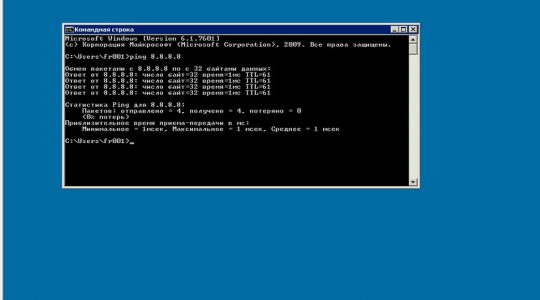 Командная строка
Microsoft Windows [Version 6.1.7601]
(c) Корпорация Майкрософт (Microsoft Corporation), 2009. Все права защищены.
C:\Users\fr001>ping 8.8.8.8
Обмен пакетами с 8.8.8.8 по с 32 байтами данных:
Ответ от 8.8.8.8: число байт=32 время=1мс TTL=61
Ответ от 8.8.8.8: число байт=32 время=1мс TTL=61
Ответ от 8.8.8.8: число байт=32 время=1мс TTL=61
Ответ от 8.8.8.8: число байт=32 время=1мс TTL=61
Статистика Ping для 8.8.8.8:
Пакетов: отправлено = 4, получено = 4, потеряно = 0
(0% потерь)
Приблизительное время приема-передачи в мс:
Минимальное = 1мсек, Максимальное = 1 мсек, Среднее = 1 мсек
C:\Users\fr001>_